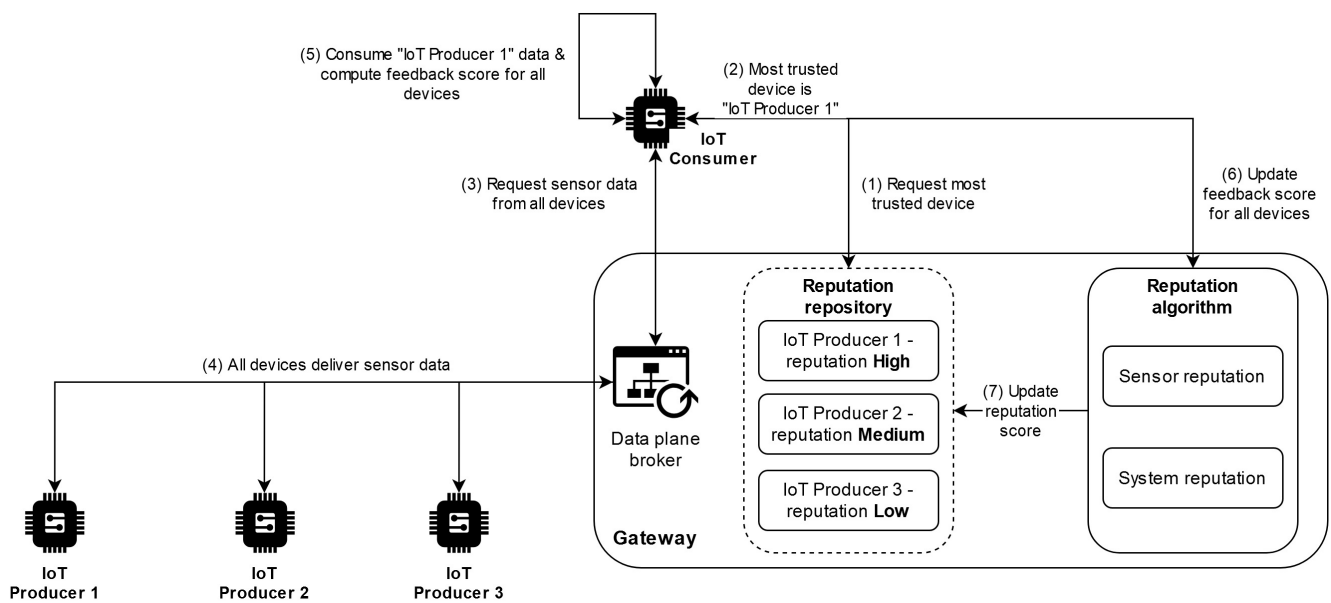 (5) Consume "IoT Producer 1" data &
compute feedback score for all
devices
(2) Most trusted
device is
"IoT Producer 1"
IoT
Consumer
(3) Request sensor data
from all devices
(1) Request most
trusted device
(6) Update
feedback score
for all devices
Reputation
repository
IoT Producer 1 -
reputation High
IoT Producer 2 -
reputation Medium
IoT Producer 3 -
reputation Low
Reputation
algorithm
Sensor reputation
System reputation
(7) Update
reputation
score
(4) All devices deliver sensor data
Data plane
broker
Gateway
IoT
Producer 1
IoT
Producer 2
IoT
Producer 3